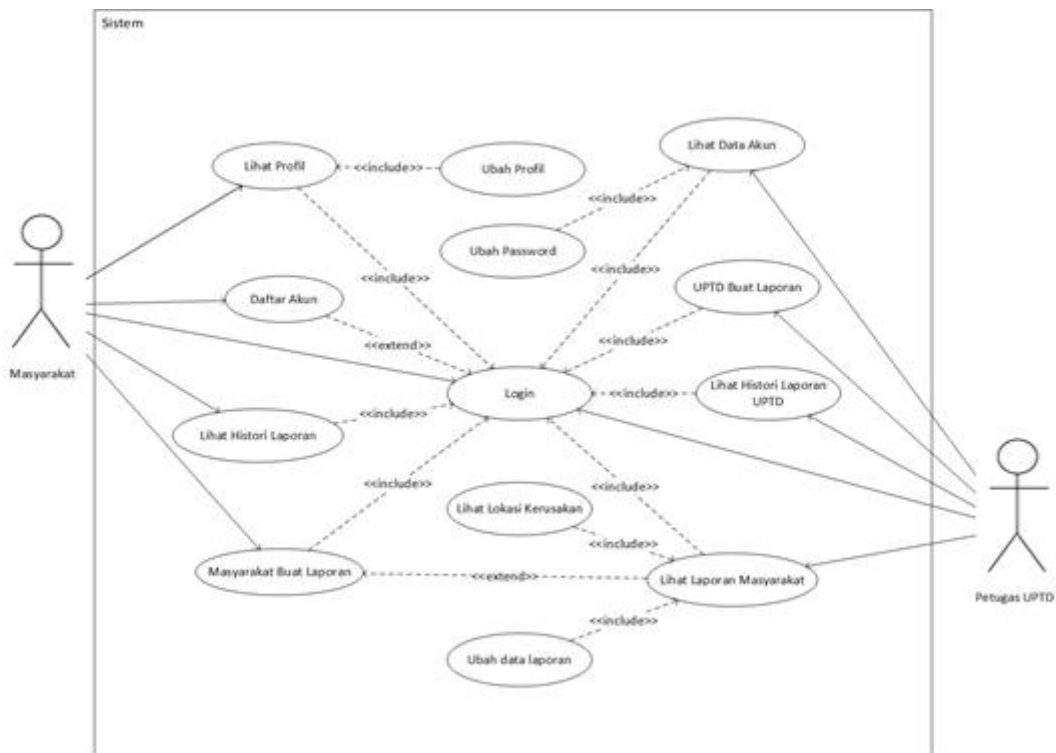 Sistem
Lihat Data Akun
Lihat Profil
<<include>>
Ubah Profil
<<include>>
Ubah Password
<<include>>
<<include>>
UPTD Buat Laporan
Daftar Akun
<<include>>
<<extend>>
Masyarakat
Login
<<include>>
Lihat Histori Laporan
UPTD
<<include>>
Lihat Histori Laporan
<<include>>
<<include>>
Lihat Lokasi Kerusakan
<<include>>
Masyarakat Buat Laporan
<<extend>>
Lihat Laporan Masyarakat
Petugas UPTD
<<include>>
Ubah data laporan